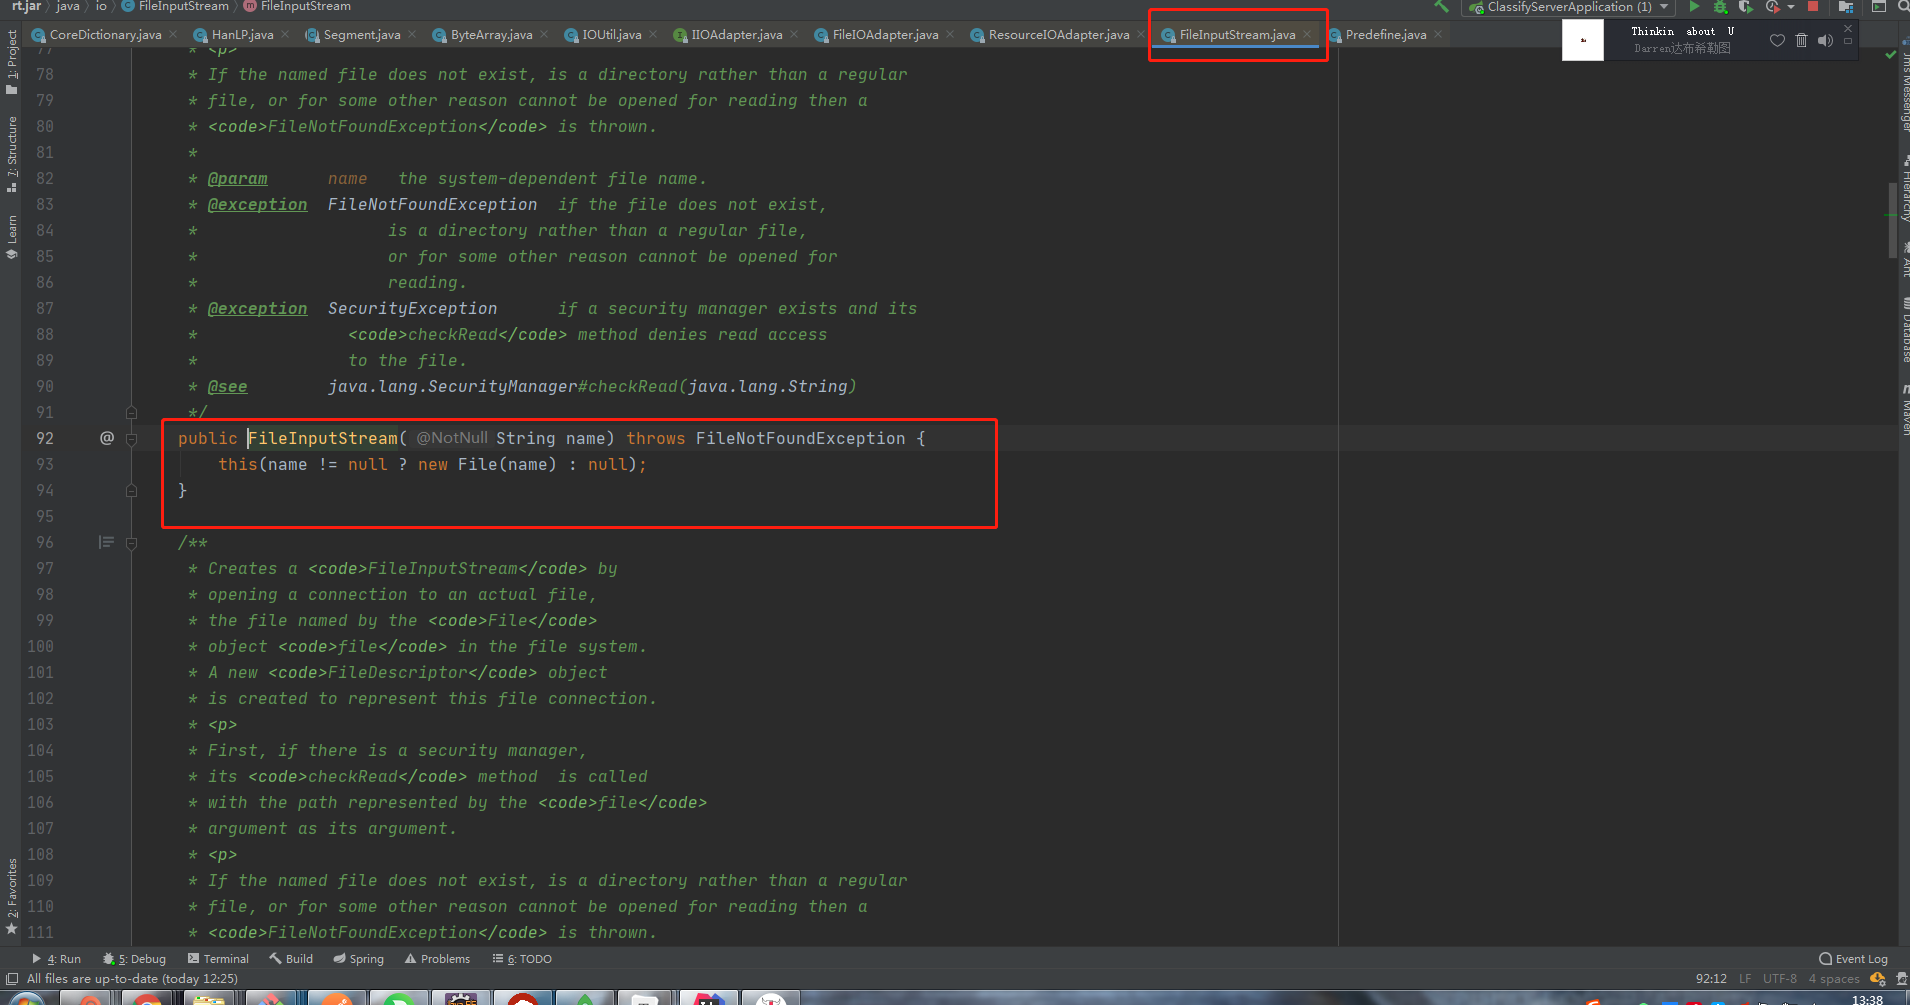 rt.jar java io FileInputStream FileInputStream
ClassifyServerApplication (1)
CoreDictionary.java HanLP.java Segment.java ByteArray.java IOUtil.java IIOAdapter.java FileIOAdapter.java ResourceIOAdapter.java FileInputStream.java Predefine.java
Thinkin about U
Darren达布希勒图
1: Project
7: Structure
Learn
2: Favorites
Hierarchy
Ant
Database
Maven
77 * <p>
78 * If the named file does not exist, is a directory rather than a regular
79 * file, or for some other reason cannot be opened for reading then a
80 * <code>FileNotFoundException</code> is thrown.
81 *
82 * @param name the system-dependent file name.
83 * @exception FileNotFoundException if the file does not exist,
84 * is a directory rather than a regular file,
85 * or for some other reason cannot be opened for
86 * reading.
87 * @exception SecurityException if a security manager exists and its
88 * <code>checkRead</code> method denies read access
89 * to the file.
90 * @see java.lang.SecurityManager#checkRead(java.lang.String)
91 */
92 @ public FileInputStream( @NotNull String name) throws FileNotFoundException {
93 this(name != null ? new File(name) : null);
94 }
95
96 /**
97 * Creates a <code>FileInputStream</code> by
98 * opening a connection to an actual file,
99 * the file named by the <code>File</code>
100 * object <code>file</code> in the file system.
101 * A new <code>FileDescriptor</code> object
102 * is created to represent this file connection.
103 * <p>
104 * First, if there is a security manager,
105 * its <code>checkRead</code> method  is called
106 * with the path represented by the <code>file</code>
107 * argument as its argument.
108 * <p>
109 * If the named file does not exist, is a directory rather than a regular
110 * file, or for some other reason cannot be opened for reading then a
111 * <code>FileNotFoundException</code> is thrown.
4: Run 5: Debug Terminal Build Spring Problems 6: TODO Event Log
All files are up-to-date (today 12:25) 92:12 LF UTF-8 4 spaces
13:38